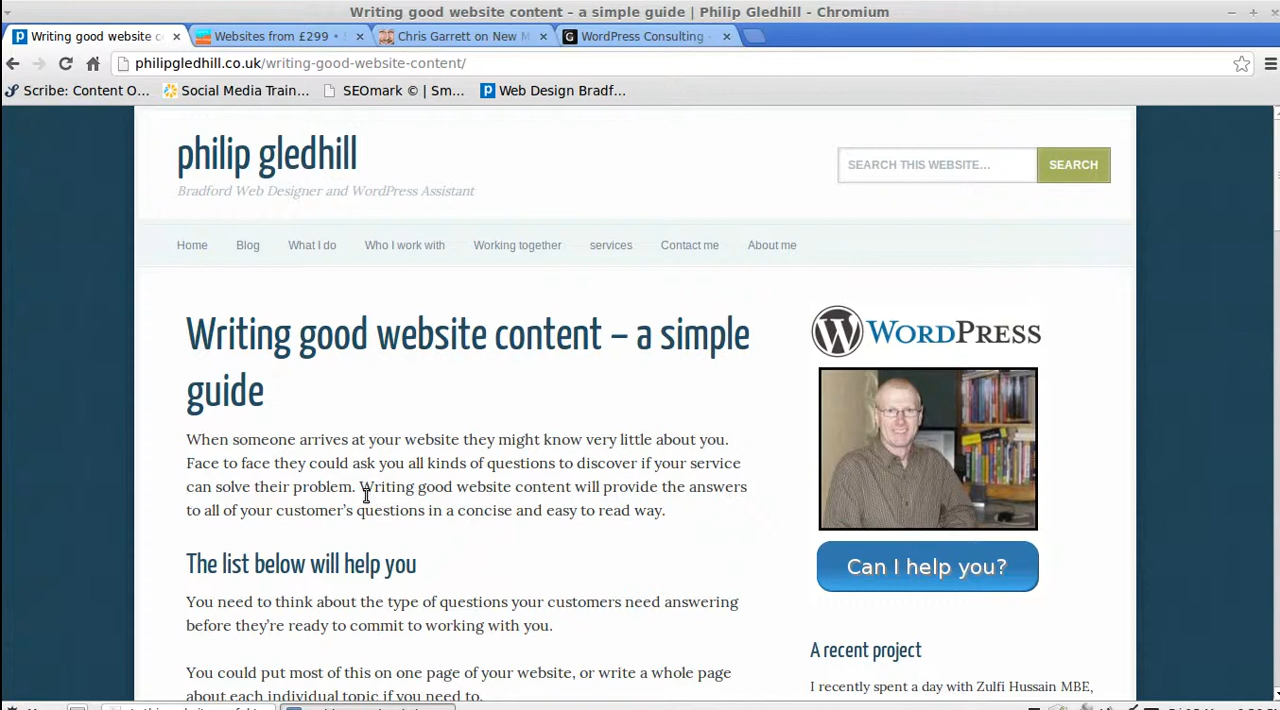 Writing good website content – a simple guide | Philip Gledhill - Chromium
Writing good website c
Websites from £299 •
Chris Garrett on New M
WordPress Consulting -
philipgledhill.co.uk/writing-good-website-content/
Scribe: Content O...
Social Media Train...
SEOmark © | Sm...
Web Design Bradf...
philip gledhill
Bradford Web Designer and WordPress Assistant
SEARCH THIS WEBSITE...
SEARCH
Home
Blog
What I do
Who I work with
Working together
services
Contact me
About me
Writing good website content – a simple
guide
When someone arrives at your website they might know very little about you.
Face to face they could ask you all kinds of questions to discover if your service
can solve their problem. Writing good website content will provide the answers
to all of your customer's questions in a concise and easy to read way.
The list below will help you
You need to think about the type of questions your customers need answering
before they're ready to commit to working with you.
You could put most of this on one page of your website, or write a whole page
about each individual topic if you need to.
WORDPRESS
Can I help you?
A recent project
I recently spent a day with Zulfi Hussain MBE,